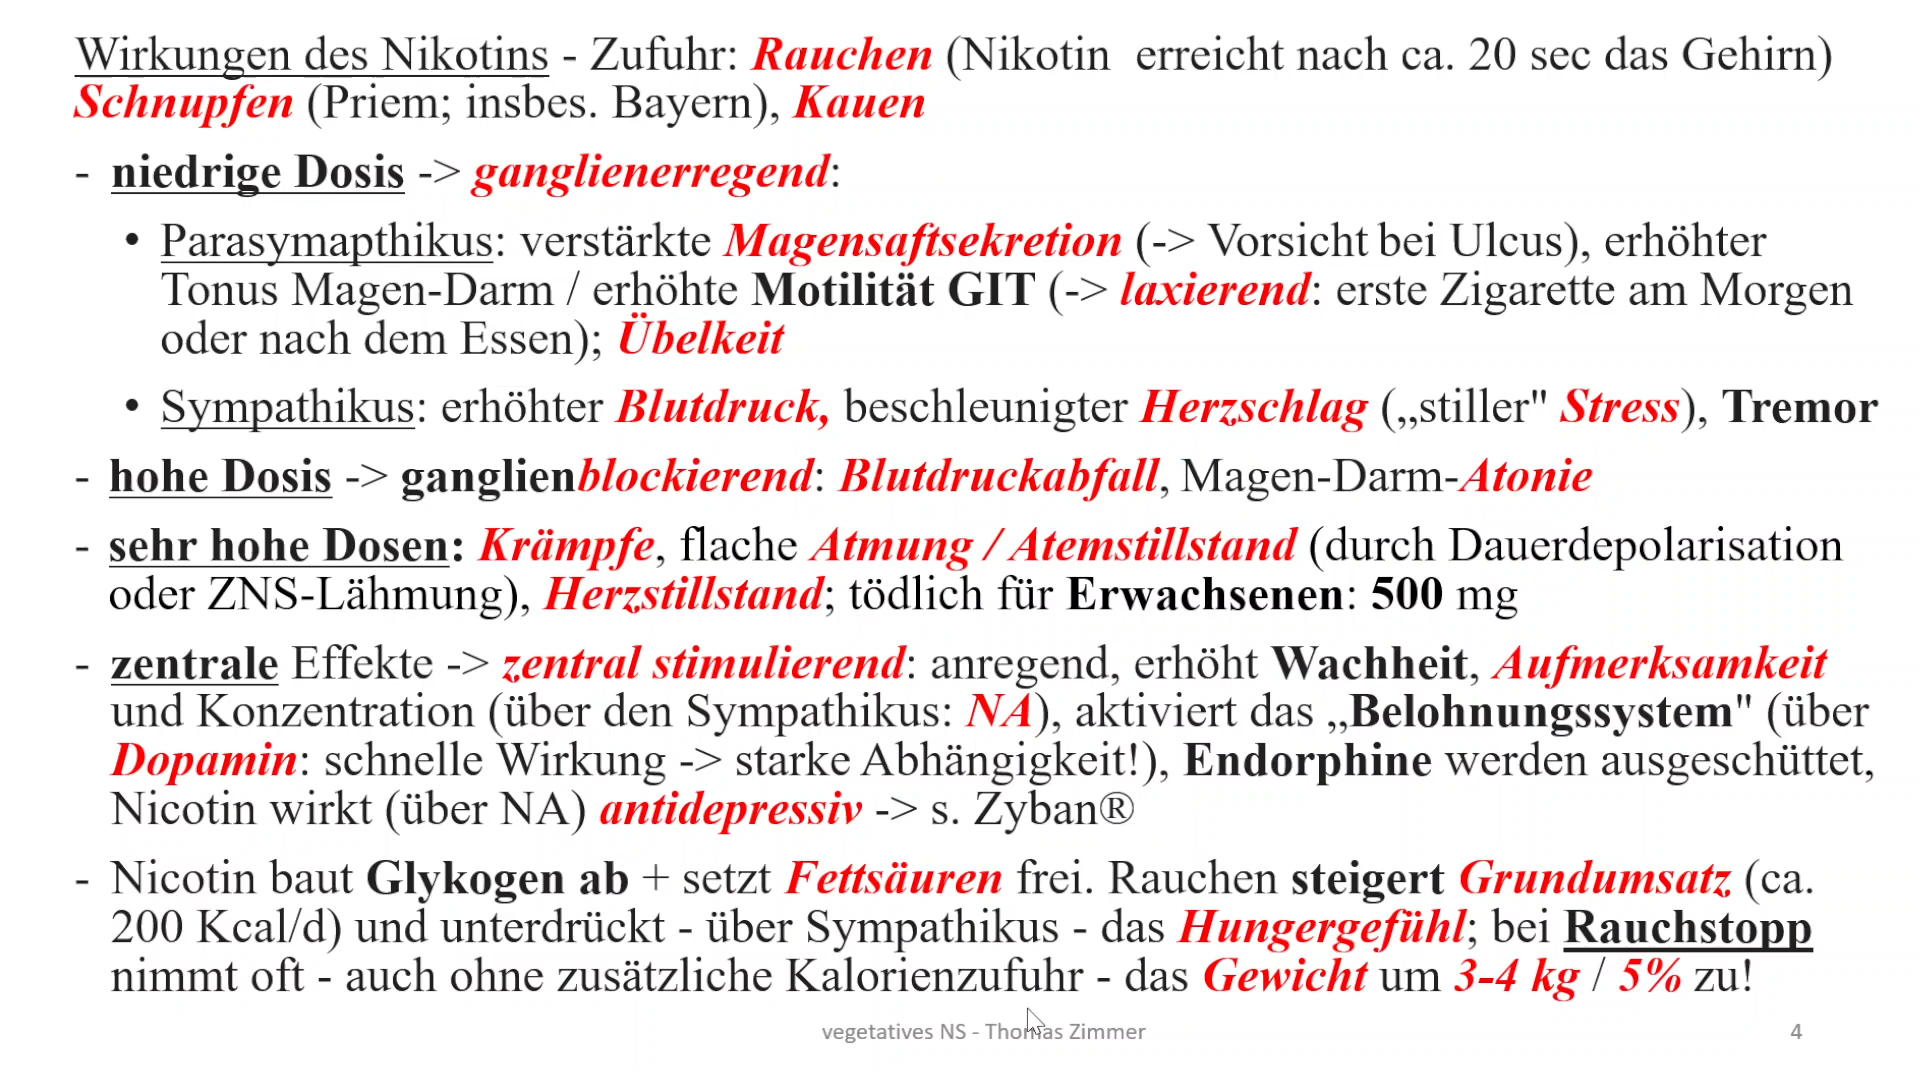 Wirkungen des Nikotins - Zufuhr: Rauchen (Nikotin erreicht nach ca. 20 sec das Gehirn)
Schnupfen (Priem; insbes. Bayern), Kauen
- niedrige Dosis -> ganglienerregend:
• Parasymapthikus: verstärkte Magensaftsekretion (-> Vorsicht bei Ulcus), erhöhter
Tonus Magen-Darm / erhöhte Motilität GIT (-> laxierend: erste Zigarette am Morgen
oder nach dem Essen); Übelkeit
• Sympathikus: erhöhter Blutdruck, beschleunigter Herzschlag („stiller" Stress), Tremor
- hohe Dosis -> ganglienblockierend: Blutdruckabfall, Magen-Darm-Atonie
- sehr hohe Dosen: Krämpfe, flache Atmung / Atemstillstand (durch Dauerdepolarisation
oder ZNS-Lähmung), Herzstillstand; tödlich für Erwachsenen: 500 mg
- zentrale Effekte -> zentral stimulierend: anregend, erhöht Wachheit, Aufmerksamkeit
und Konzentration (über den Sympathikus: NA), aktiviert das „Belohnungssystem" (über
Dopamin: schnelle Wirkung -> starke Abhängigkeit!), Endorphine werden ausgeschüttet,
Nicotin wirkt (über NA) antidepressiv -> s. Zyban®
- Nicotin baut Glykogen ab + setzt Fettsäuren frei. Rauchen steigert Grundumsatz (ca.
200 Kcal/d) und unterdrückt - über Sympathikus - das Hungergefühl; bei Rauchstopp
nimmt oft - auch ohne zusätzliche Kalorienzufuhr - das Gewicht um 3-4 kg / 5% zu!
vegetatives NS - Thomas Zimmer 4